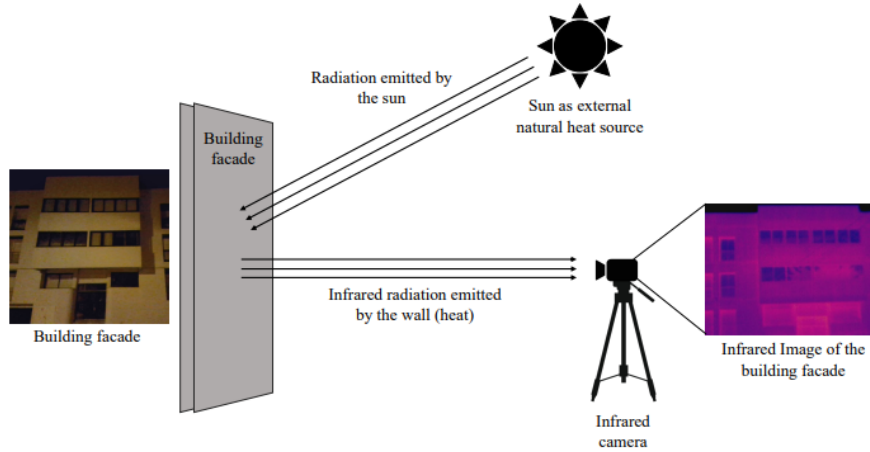 Radiation emitted by
the sun
Sun as external
natural heat source
Building
facade
Building facade
Infrared radiation emitted
by the wall (heat)
Infrared
camera
Infrared Image of the
building facade